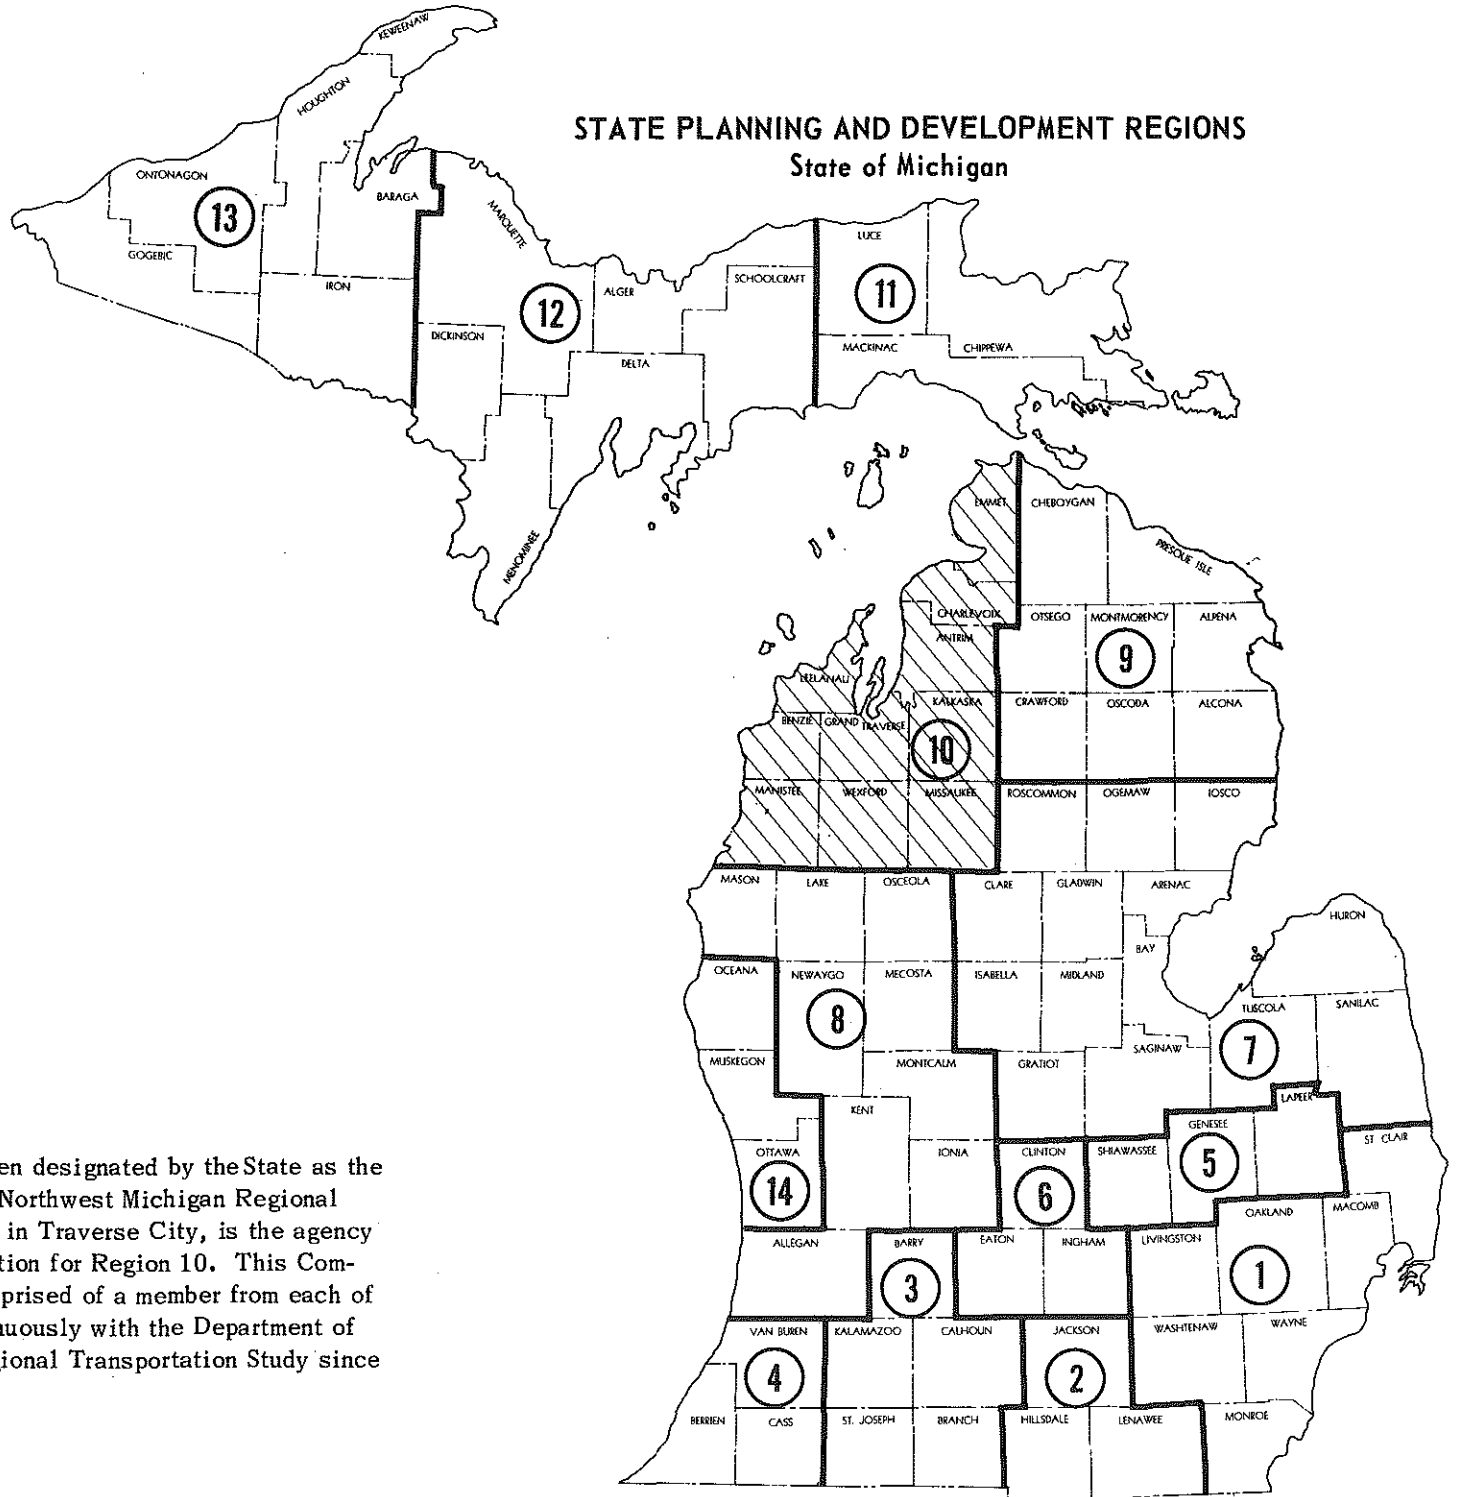 STATE PLANNING AND DEVELOPMENT REGIONS
State of Michigan
KEWEENAW
HOUGHTON
ONTONAGON
13
BARAGA
GOGEBIC
IRON
MARQUETTE
12
ALGER
SCHOOLCRAFT
DICKINSON
DELTA
MENOMINEE
LUCE
11
MACKINAC
CHIPPEWA
EMMET
CHEBOYGAN
PRESQUE ISLE
CHARLEVOIX
ANTRIM
OTSEGO
MONTMORENCY
ALPENA
9
LEELANAU
KALKASKA
CRAWFORD
OSCODA
ALCONA
BENZIE
GRAND TRAVERSE
10
MANISTEE
WEXFORD
MISSAUKEE
ROSCOMMON
OGEMAW
IOSCO
MASON
LAKE
OSCEOLA
CLARE
GLADWIN
ARENAC
HURON
BAY
OCEANA
NEWAYGO
MECOSTA
ISABELLA
MIDLAND
8
TUSCOLA
SANILAC
7
MUSKEGON
MONTCALM
GRATIOT
SAGINAW
KENT
LAPEER
GENESEE
OTTAWA
IONIA
CLINTON
SHIAWASSEE
ST CLAIR
14
6
5
OAKLAND
MACOMB
ALLEGAN
BARRY
EATON
INGHAM
LIVINGSTON
3
1
VAN BUREN
KALAMAZOO
CALHOUN
JACKSON
WASHTENAW
WAYNE
4
2
BERRIEN
CASS
ST. JOSEPH
BRANCH
HILLSDALE
LENAWEE
MONROE
en designated by the State as the
Northwest Michigan Regional
in Traverse City, is the agency
tion for Region 10. This Com-
prised of a member from each of
nuously with the Department of
gional Transportation Study since